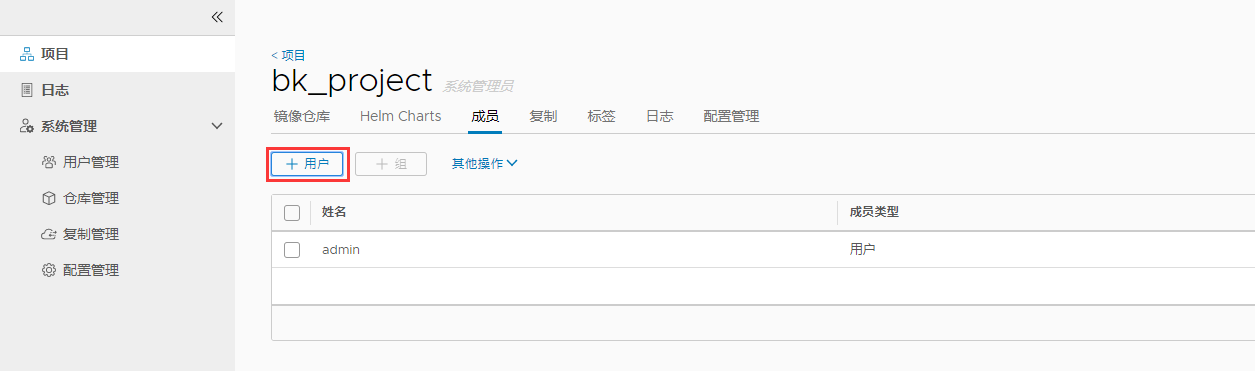 项目
日志
系统管理
用户管理
仓库管理
复制管理
配置管理
< 项目
bk_project 系统管理员
镜像仓库 Helm Charts 成员 复制 标签 日志 配置管理
+ 用户 + 组 其他操作
姓名 成员类型
admin 用户